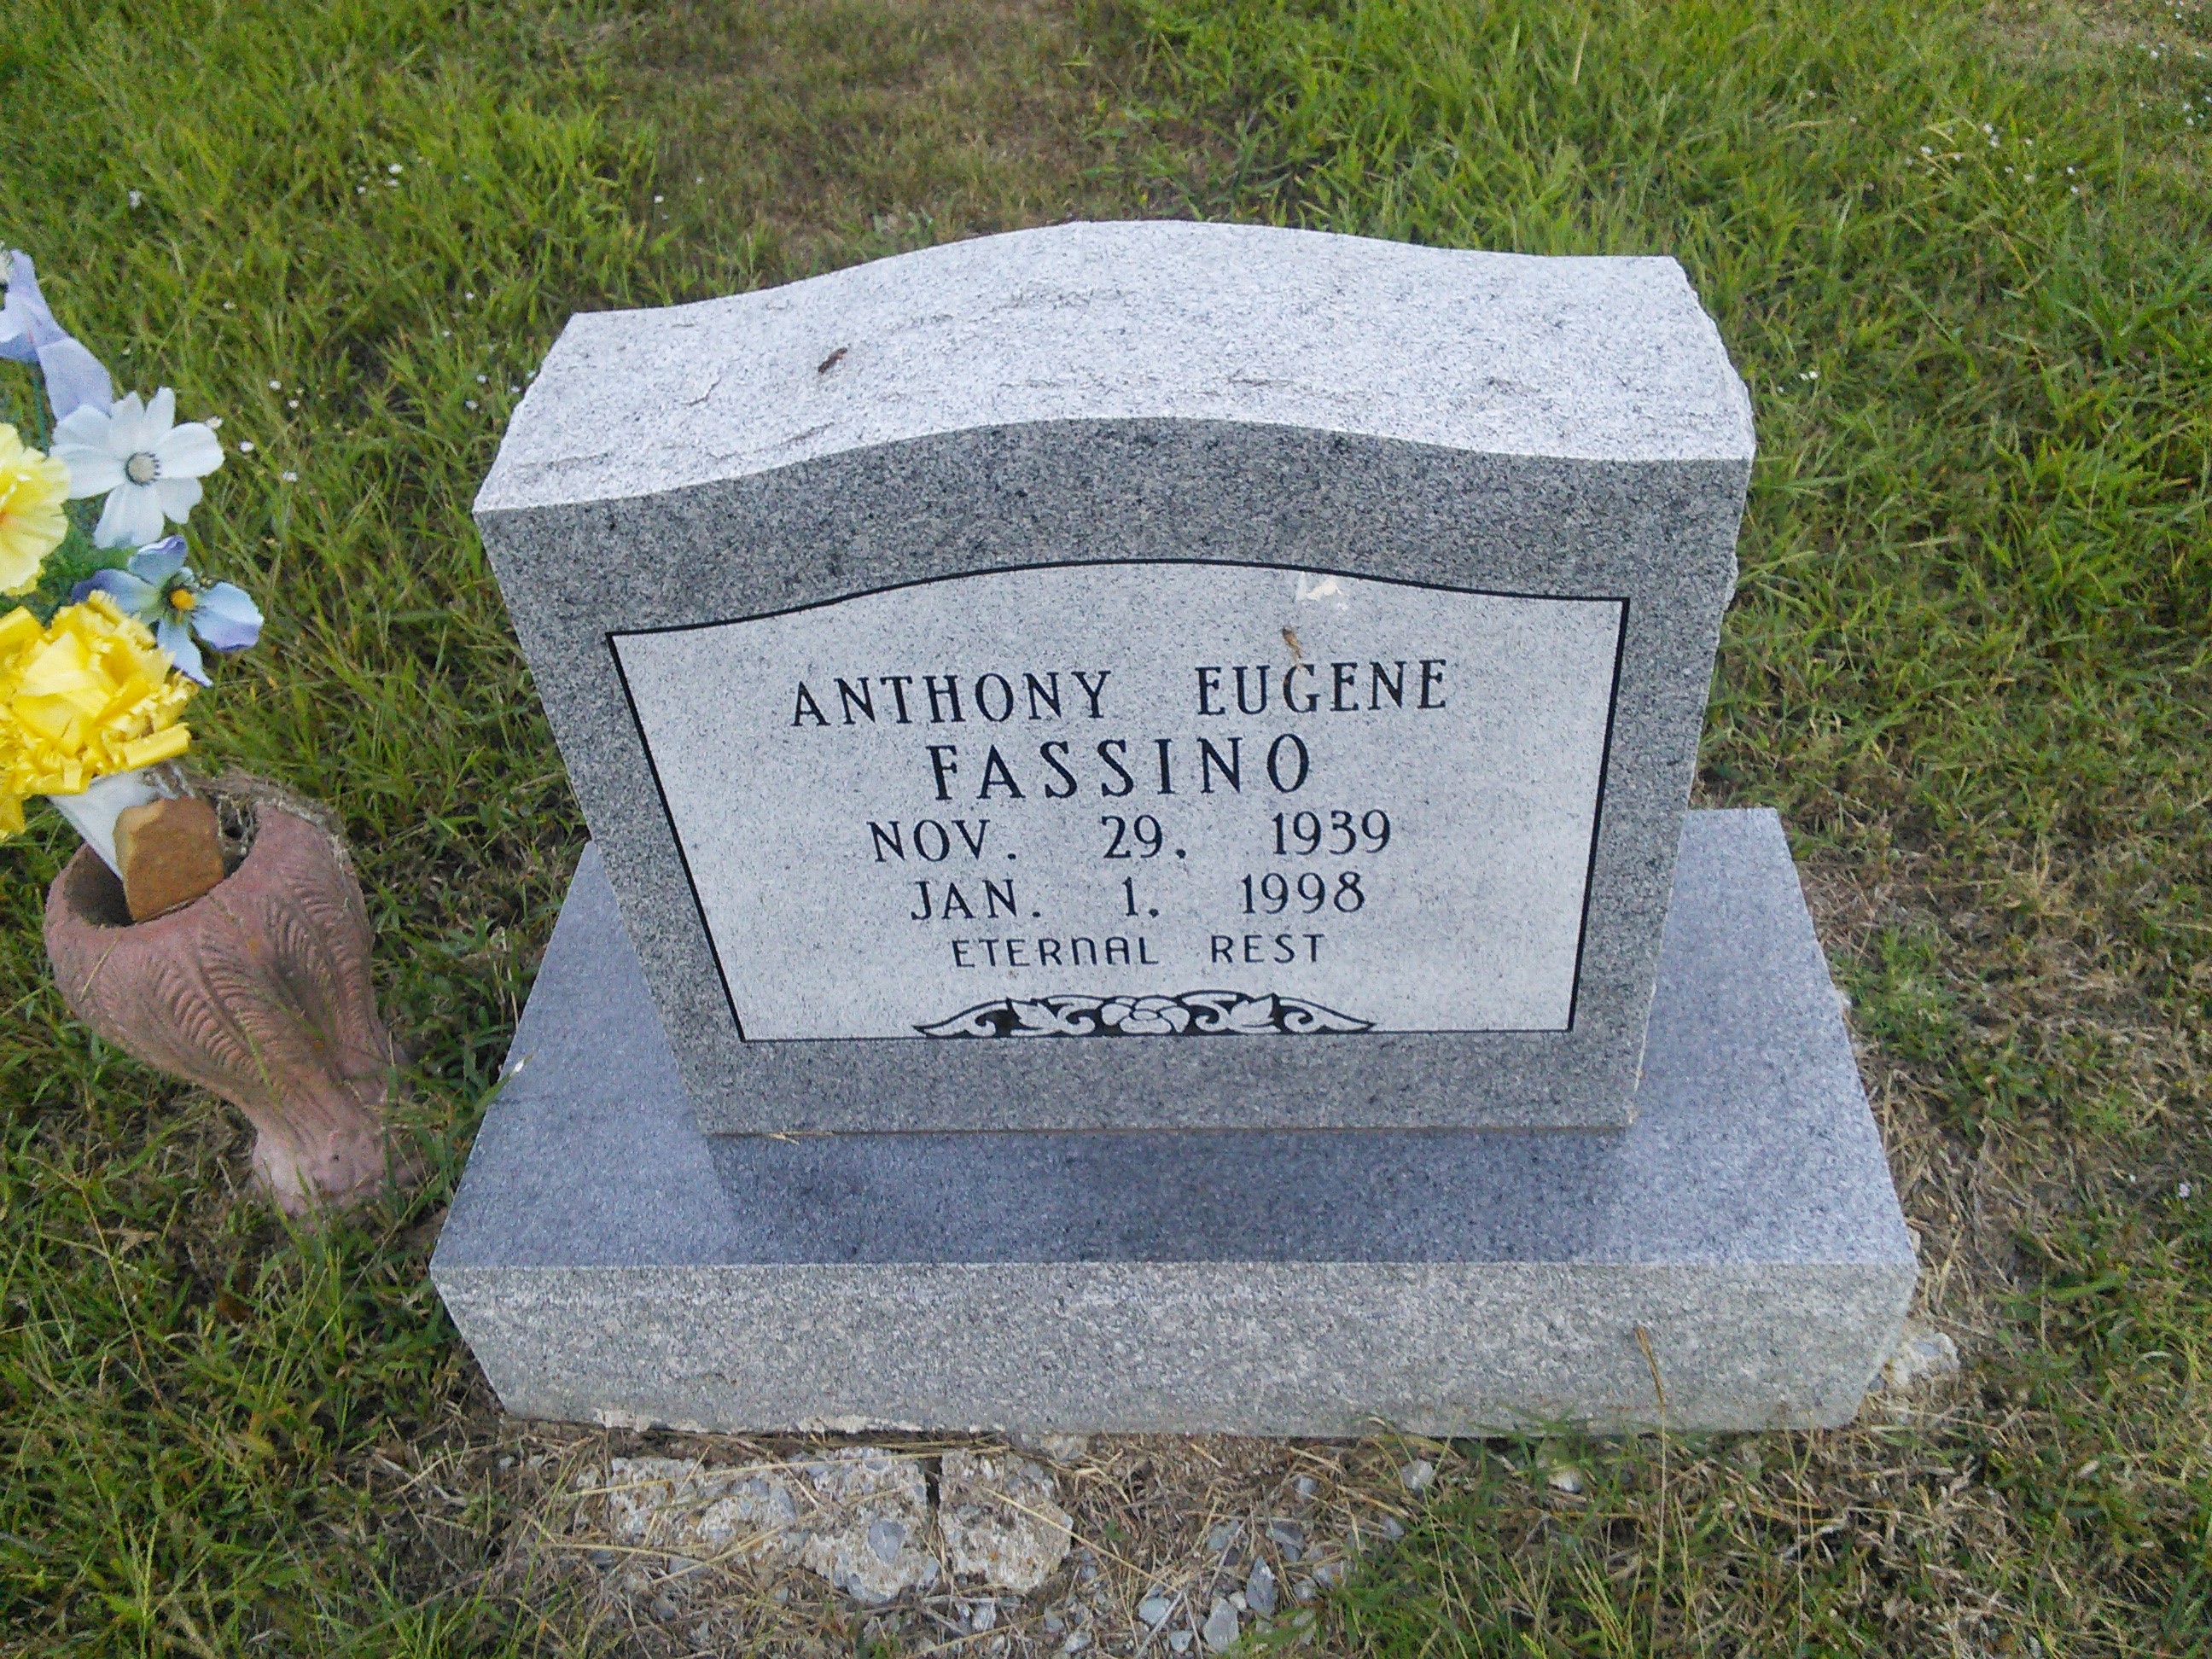 ANTHONY EUGENE
FASSINO
NOV. 29, 1939
JAN. 1, 1998
ETERNAL REST